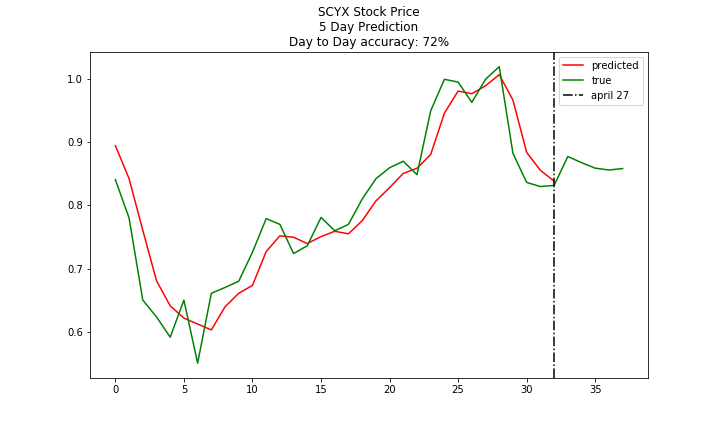 SCYX Stock Price
5 Day Prediction
Day to Day accuracy: 72%
predicted
true
april 27
1.0
0.9
0.8
0.7
0.6
0 5 10 15 20 25 30 35